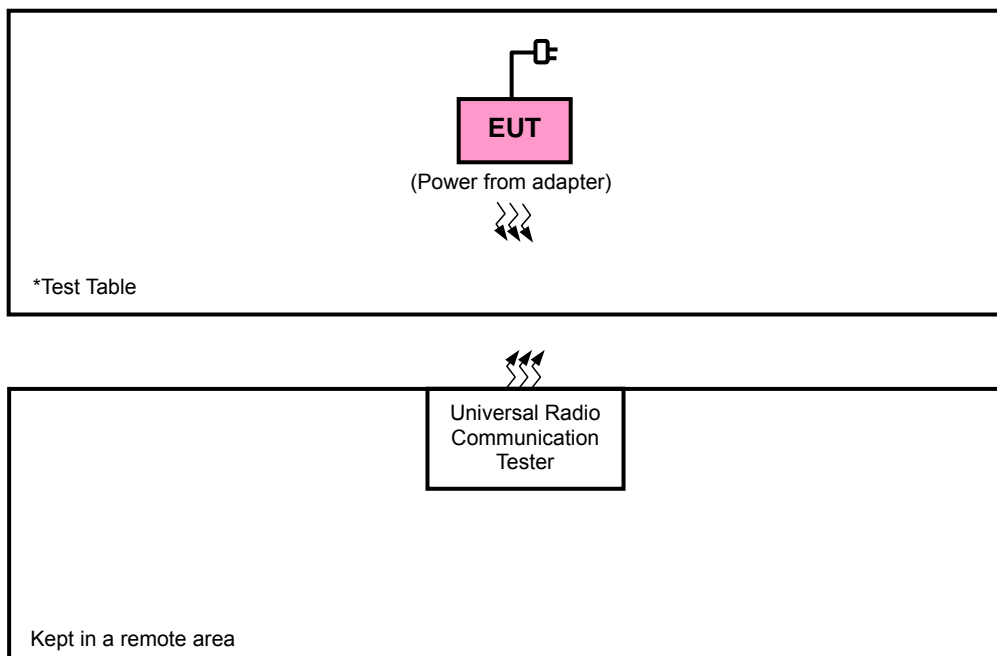 EUT
(Power from adapter)
*Test Table
Universal Radio
Communication
Tester
Kept in a remote area